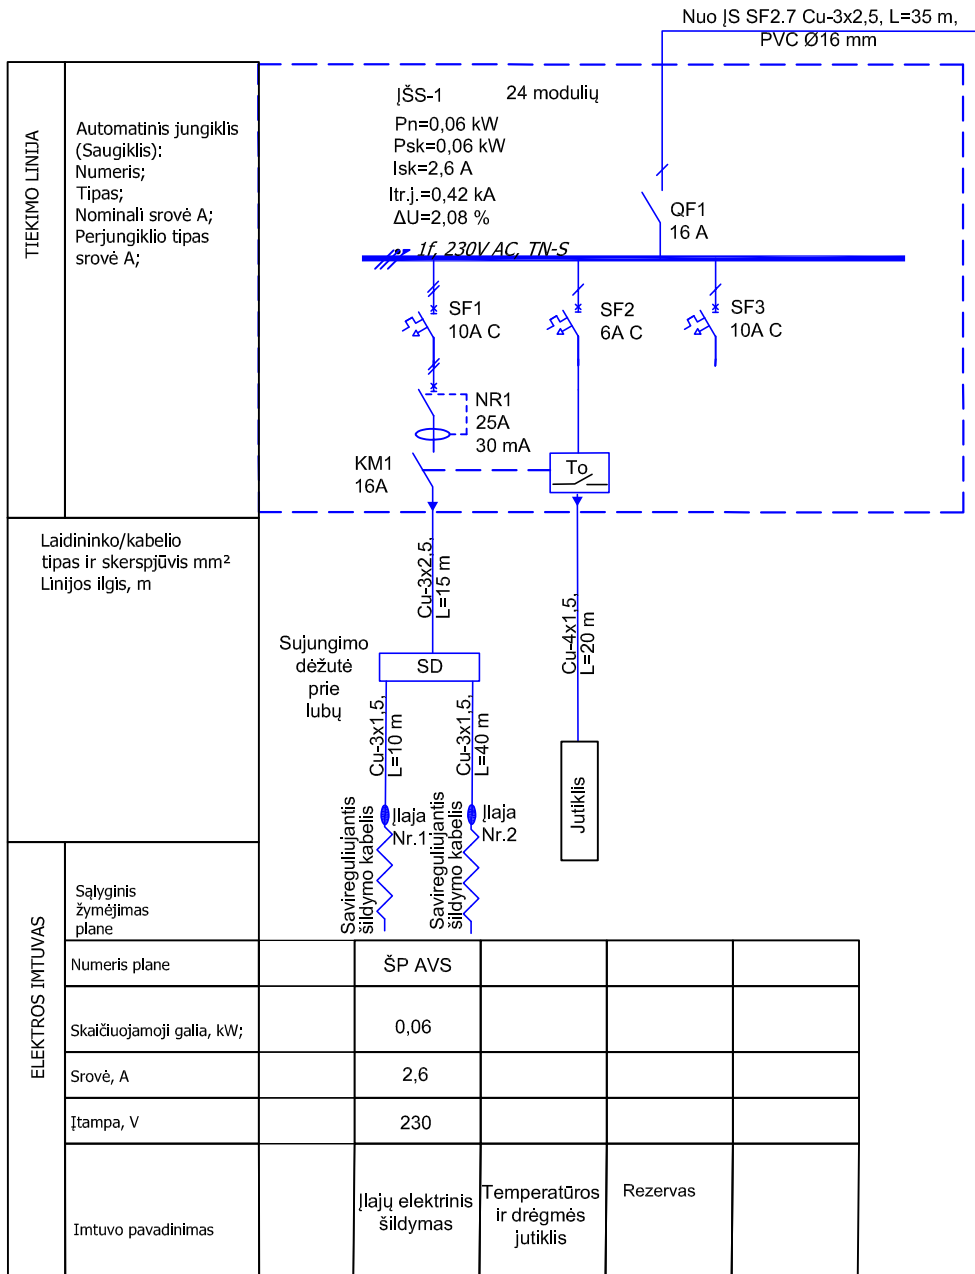 Nuo ĮS SF2.7 Cu-3x2,5, L=35 m,
PVC Ø16 mm
TIEKIMO LINIJA
Automatinis jungiklis
(Saugiklis):
Numeris;
Tipas;
Nominali srovė A;
Perjungiklio tipas
srovė A;
ĮŠS-1 24 modulių
Pn=0,06 kW
Psk=0,06 kW
Isk=2,6 A
Itr.j.=0,42 kA
ΔU=2,08 %
1f, 230V AC, TN-S
QF1
16 A
SF1
10A C
SF2
6A C
SF3
10A C
NR1
25A
30 mA
KM1
16A
To
Laidininko/kabelio
tipas ir skerspjūvis mm²
Linijos ilgis, m
Cu-3x2,5,
L=15 m
Cu-4x1,5,
L=20 m
Sujungimo
dėžutė
prie
lubų
SD
Cu-3x1,5,
L=10 m
Cu-3x1,5,
L=40 m
Jutiklis
Įlaja
Nr.1
Įlaja
Nr.2
Savireguliujantis
šildymo kabelis
Savireguliujantis
šildymo kabelis
ELEKTROS IMTUVAS
Sąlyginis
žymėjimas
plane
Numeris plane
ŠP AVS
Skaičiuojamoji galia, kW;
0,06
Srovė, A
2,6
Įtampa, V
230
Imtuvo pavadinimas
Įlajų elektrinis
šildymas
Temperatūros
ir drėgmės
jutiklis
Rezervas